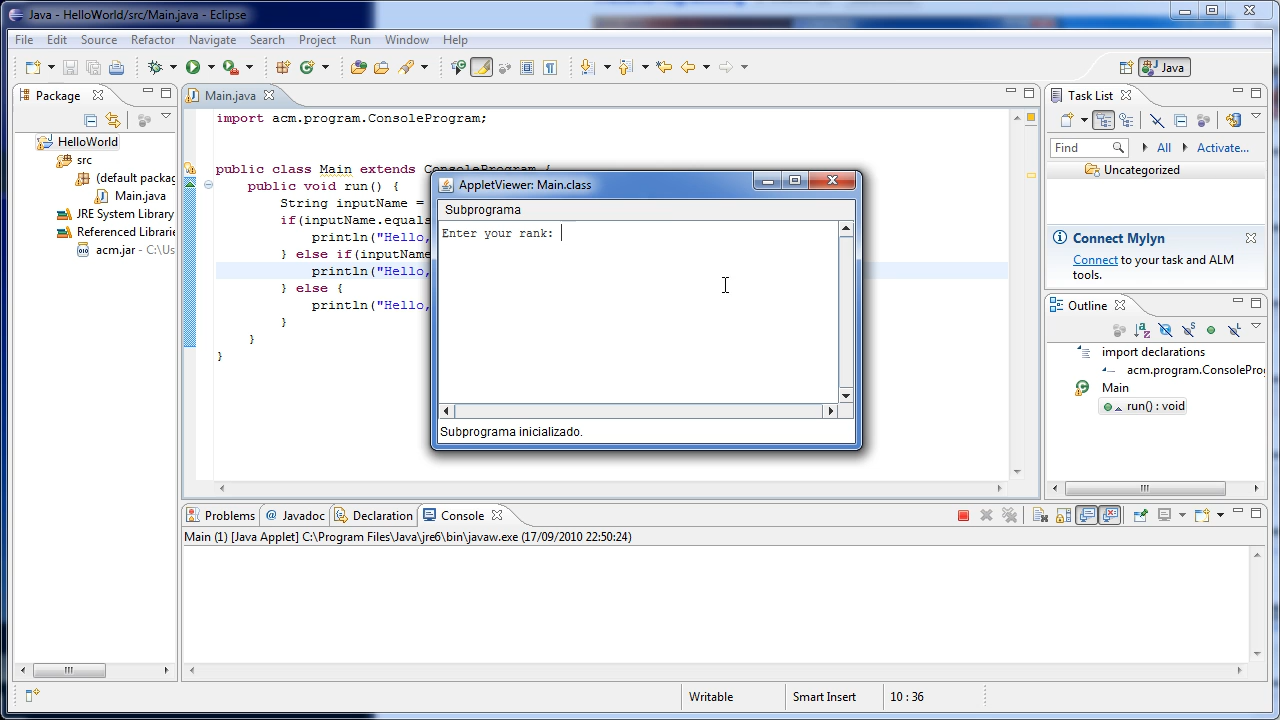 Java - HelloWorld/src/Main.java - Eclipse
File Edit Source Refactor Navigate Search Project Run Window Help
Java
Package
HelloWorld
src
(default packag
Main.java
JRE System Library
Referenced Librarie
acm.jar - C:\Us
Main.java
import acm.program.ConsoleProgram;
public class Main extends ConsoleProgram {
public void run() {
String inputName =
if(inputName.equals
println("Hello,
} else if(inputName
println("Hello,
} else {
println("Hello,
}
}
}
AppletViewer: Main.class
Subprograma
Enter your rank:
Subprograma inicializado.
Task List
Find All Activate...
Uncategorized
Connect Mylyn
Connect to your task and ALM
tools.
Outline
import declarations
acm.program.ConsoleProg
Main
run() : void
Problems @ Javadoc Declaration Console
Main (1) [Java Applet] C:\Program Files\Java\jre6\bin\javaw.exe (17/09/2010 22:50:24)
Writable Smart Insert 10 : 36